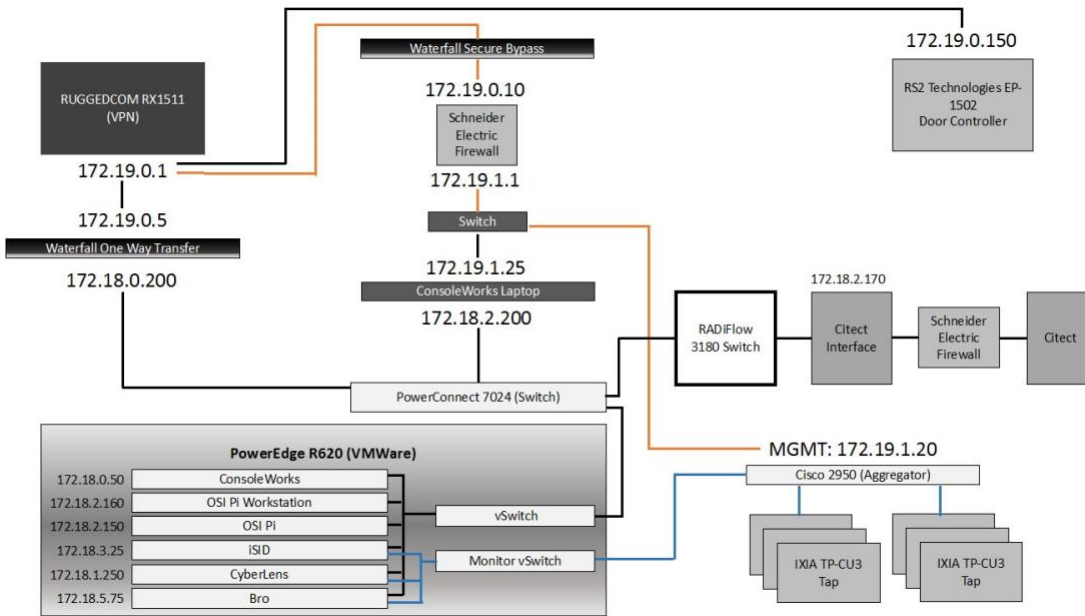 Waterfall Secure Bypass
172.19.0.150
RUGGEDCOM RX1511
(VPN)
172.19.0.10
RS2 Technologies EP-
1502
Door Controller
Schneider
Electric
Firewall
172.19.0.1
172.19.1.1
172.19.0.5
Switch
Waterfall One Way Transfer
172.19.1.25
172.18.0.200
ConsoleWorks Laptop
172.18.2.200
172.18.2.170
RADiFlow
3180 Switch
Citect
Interface
Schneider
Electric
Firewall
Citect
PowerConnect 7024 (Switch)
PowerEdge R620 (VMWare)
172.18.0.50 ConsoleWorks
172.18.2.160 OSI Pi Workstation
172.18.2.150 OSI Pi
172.18.3.25 iSID
172.18.1.250 CyberLens
172.18.5.75 Bro
vSwitch
Monitor vSwitch
MGMT: 172.19.1.20
Cisco 2950 (Aggregator)
IXIA TP-CU3
Tap
IXIA TP-CU3
Tap